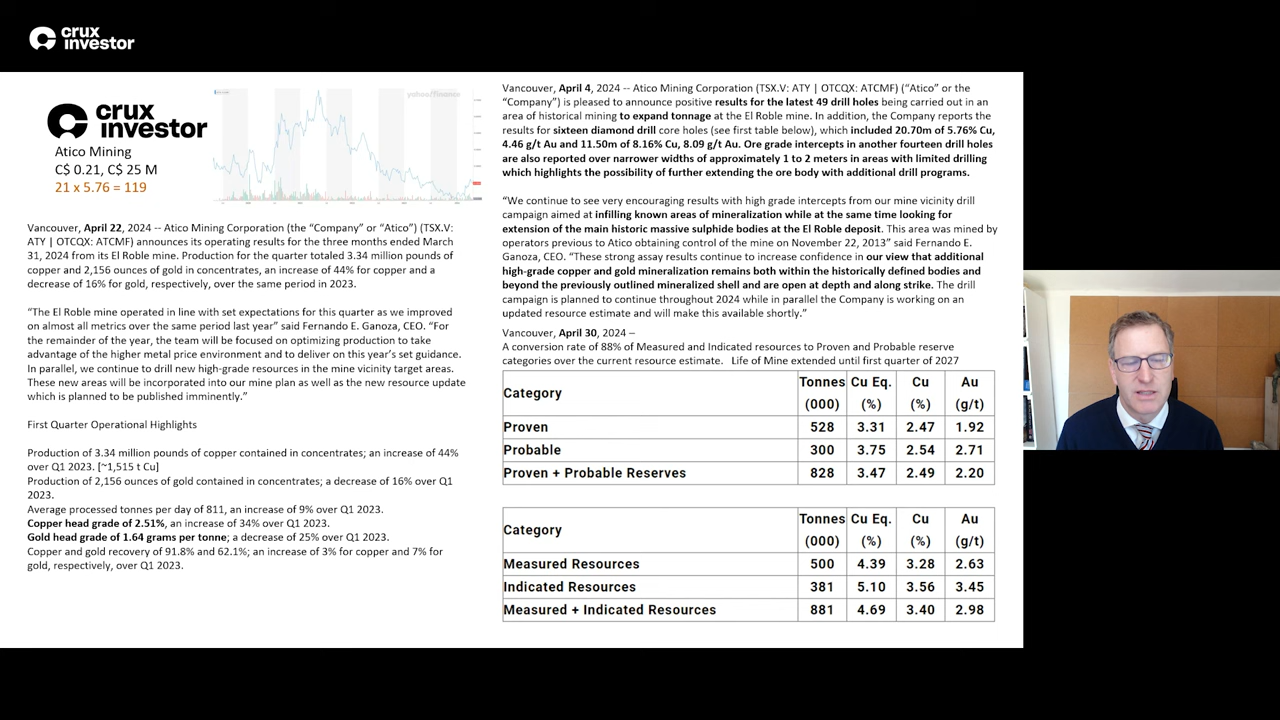 crux
investor
crux
investor
yahoo!finance
Atico Mining
C$ 0.21, C$ 25 M
21 x 5.76 = 119
Vancouver, April 22, 2024 -- Atico Mining Corporation (the “Company” or “Atico”) (TSX.V:
ATY | OTCQX: ATCMF) announces its operating results for the three months ended March
31, 2024 from its El Roble mine. Production for the quarter totaled 3.34 million pounds of
copper and 2,156 ounces of gold in concentrates, an increase of 44% for copper and a
decrease of 16% for gold, respectively, over the same period in 2023.
“The El Roble mine operated in line with set expectations for this quarter as we improved
on almost all metrics over the same period last year” said Fernando E. Ganoza, CEO. “For
the remainder of the year, the team will be focused on optimizing production to take
advantage of the higher metal price environment and to deliver on this year’s set guidance.
In parallel, we continue to drill new high-grade resources in the mine vicinity target areas.
These new areas will be incorporated into our mine plan as well as the new resource update
which is planned to be published imminently.”
First Quarter Operational Highlights
Production of 3.34 million pounds of copper contained in concentrates; an increase of 44%
over Q1 2023. [~1,515 t Cu]
Production of 2,156 ounces of gold contained in concentrates; a decrease of 16% over Q1
2023.
Average processed tonnes per day of 811, an increase of 9% over Q1 2023.
Copper head grade of 2.51%, an increase of 34% over Q1 2023.
Gold head grade of 1.64 grams per tonne; a decrease of 25% over Q1 2023.
Copper and gold recovery of 91.8% and 62.1%; an increase of 3% for copper and 7% for
gold, respectively, over Q1 2023.
Vancouver, April 4, 2024 -- Atico Mining Corporation (TSX.V: ATY | OTCQX: ATCMF) (“Atico” or the
“Company”) is pleased to announce positive results for the latest 49 drill holes being carried out in an
area of historical mining to expand tonnage at the El Roble mine. In addition, the Company reports the
results for sixteen diamond drill core holes (see first table below), which included 20.70m of 5.76% Cu,
4.46 g/t Au and 11.50m of 8.16% Cu, 8.09 g/t Au. Ore grade intercepts in another fourteen drill holes
are also reported over narrower widths of approximately 1 to 2 meters in areas with limited drilling
which highlights the possibility of further extending the ore body with additional drill programs.
“We continue to see very encouraging results with high grade intercepts from our mine vicinity drill
campaign aimed at infilling known areas of mineralization while at the same time looking for
extension of the main historic massive sulphide bodies at the El Roble deposit. This area was mined by
operators previous to Atico obtaining control of the mine on November 22, 2013” said Fernando E.
Ganoza, CEO. “These strong assay results continue to increase confidence in our view that additional
high-grade copper and gold mineralization remains both within the historically defined bodies and
beyond the previously outlined mineralized shell and are open at depth and along strike. The drill
campaign is planned to continue throughout 2024 while in parallel the Company is working on an
updated resource estimate and will make this available shortly.”
Vancouver, April 30, 2024 –
A conversion rate of 88% of Measured and Indicated resources to Proven and Probable reserve
categories over the current resource estimate. Life of Mine extended until first quarter of 2027
Category Tonnes (000) Cu Eq. (%) Cu (%) Au (g/t)
Proven 528 3.31 2.47 1.92
Probable 300 3.75 2.54 2.71
Proven + Probable Reserves 828 3.47 2.49 2.20
Category Tonnes (000) Cu Eq. (%) Cu (%) Au (g/t)
Measured Resources 500 4.39 3.28 2.63
Indicated Resources 381 5.10 3.56 3.45
Measured + Indicated Resources 881 4.69 3.40 2.98